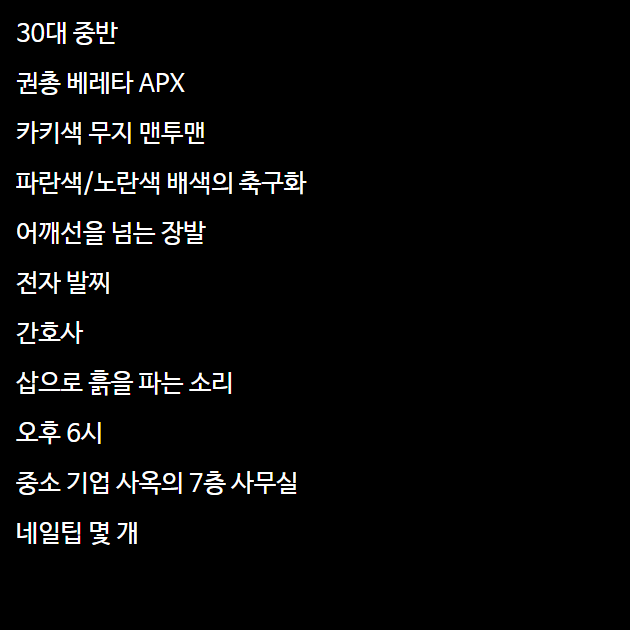 30대 중반
권총 베레타 APX
카키색 무지 맨투맨
파란색/노란색 배색의 축구화
어깨선을 넘는 장발
전자 발찌
간호사
삽으로 흙을 파는 소리
오후 6시
중소 기업 사옥의 7층 사무실
네일팁 몇 개